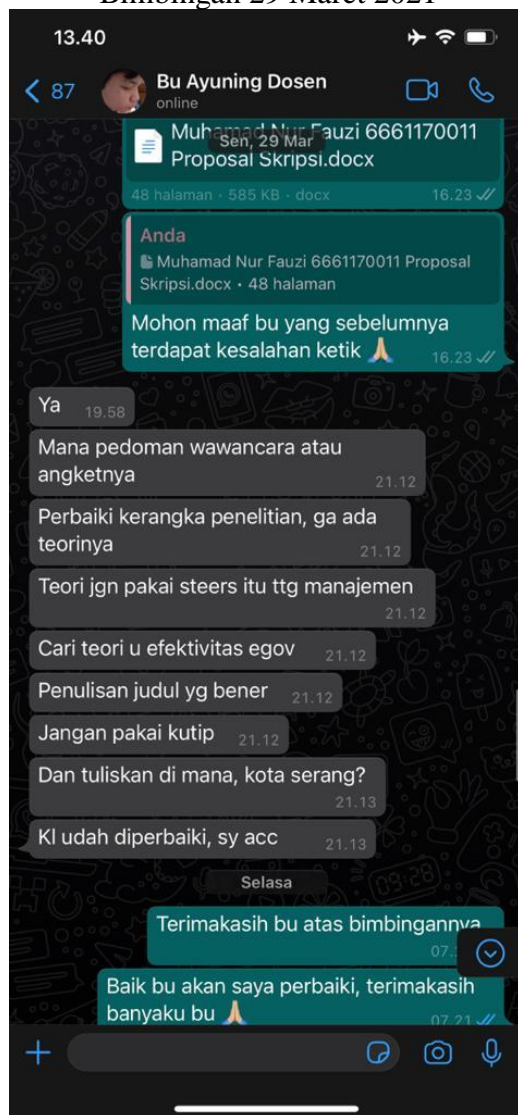 Bimbingan 29 Maret 2021
13.40
87
Bu Ayuning Dosen
online
Muhamad Nur Fauzi 6661170011
Sen, 29 Mar
Proposal Skripsi.docx
48 halaman · 585 KB · docx
16.23
Anda
Muhamad Nur Fauzi 6661170011 Proposal
Skripsi.docx • 48 halaman
Mohon maaf bu yang sebelumnya
terdapat kesalahan ketik 🙏
16.23
Ya
19.58
Mana pedoman wawancara atau
angketnya
21.12
Perbaiki kerangka penelitian, ga ada
teorinya
21.12
Teori jgn pakai steers itu ttg manajemen
21.12
Cari teori u efektivitas egov
21.12
Penulisan judul yg bener
21.12
Jangan pakai kutip
21.12
Dan tuliskan di mana, kota serang?
21.13
Kl udah diperbaiki, sy acc
21.13
Selasa
Terimakasih bu atas bimbingannya
Baik bu akan saya perbaiki, terimakasih
banyaku bu 🙏
07.21